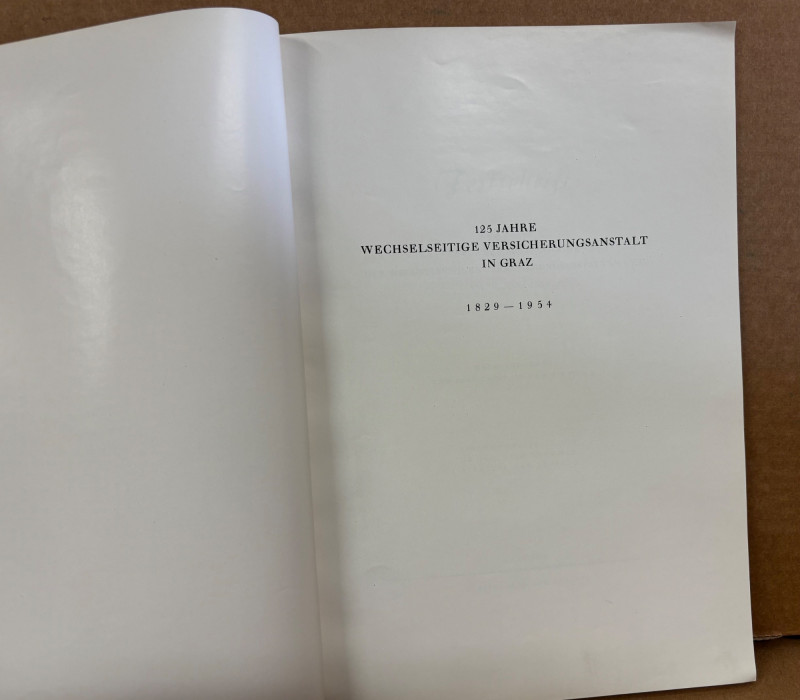 125 JAHRE
WECHSELSEITIGE VERSICHERUNGSANSTALT
IN GRAZ
1829—1954